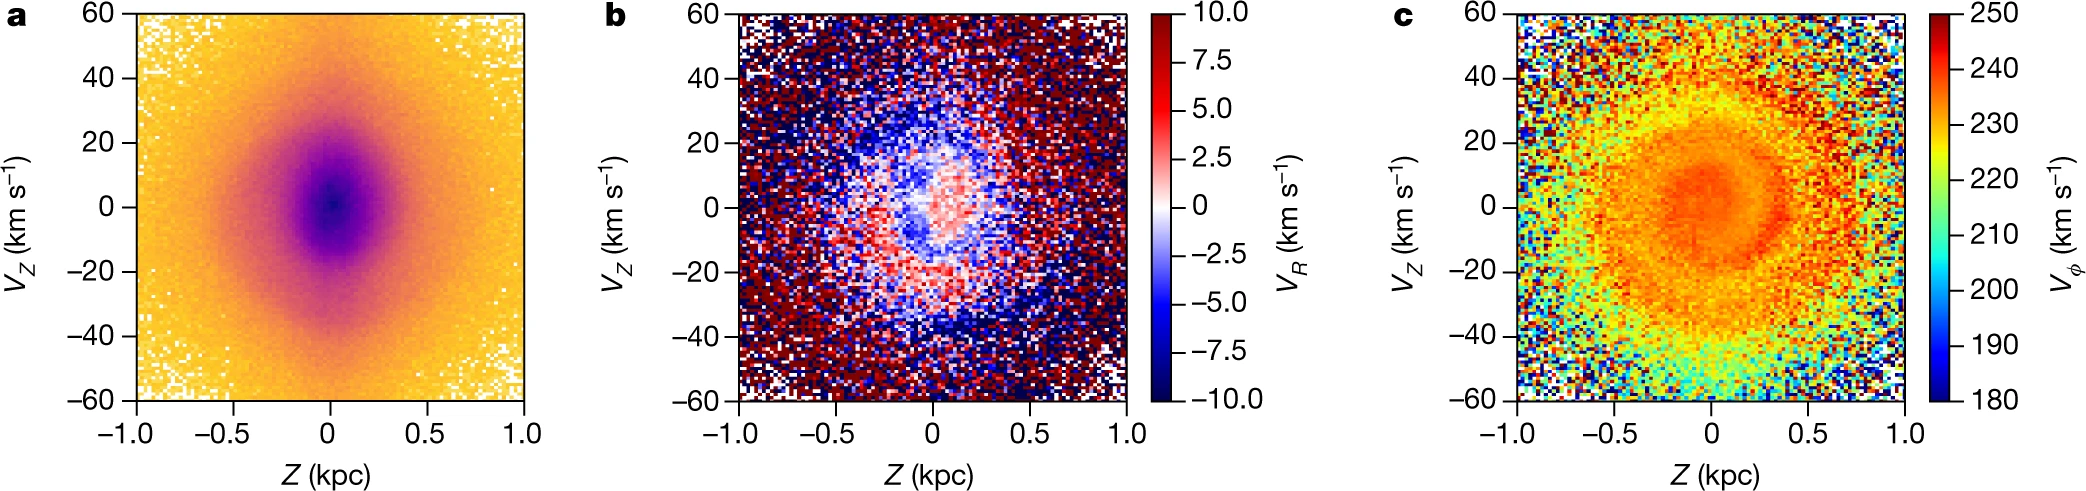 a
60
40
20
0
−20
−40
−60
V_Z (km s⁻¹)
−1.0 −0.5 0 0.5 1.0
Z (kpc)
b
60
40
20
0
−20
−40
−60
V_Z (km s⁻¹)
−1.0 −0.5 0 0.5 1.0
Z (kpc)
10.0
7.5
5.0
2.5
0
−2.5
−5.0
−7.5
−10.0
V_R (km s⁻¹)
c
60
40
20
0
−20
−40
−60
V_Z (km s⁻¹)
−1.0 −0.5 0 0.5 1.0
Z (kpc)
250
240
230
220
210
200
190
180
V_ϕ (km s⁻¹)